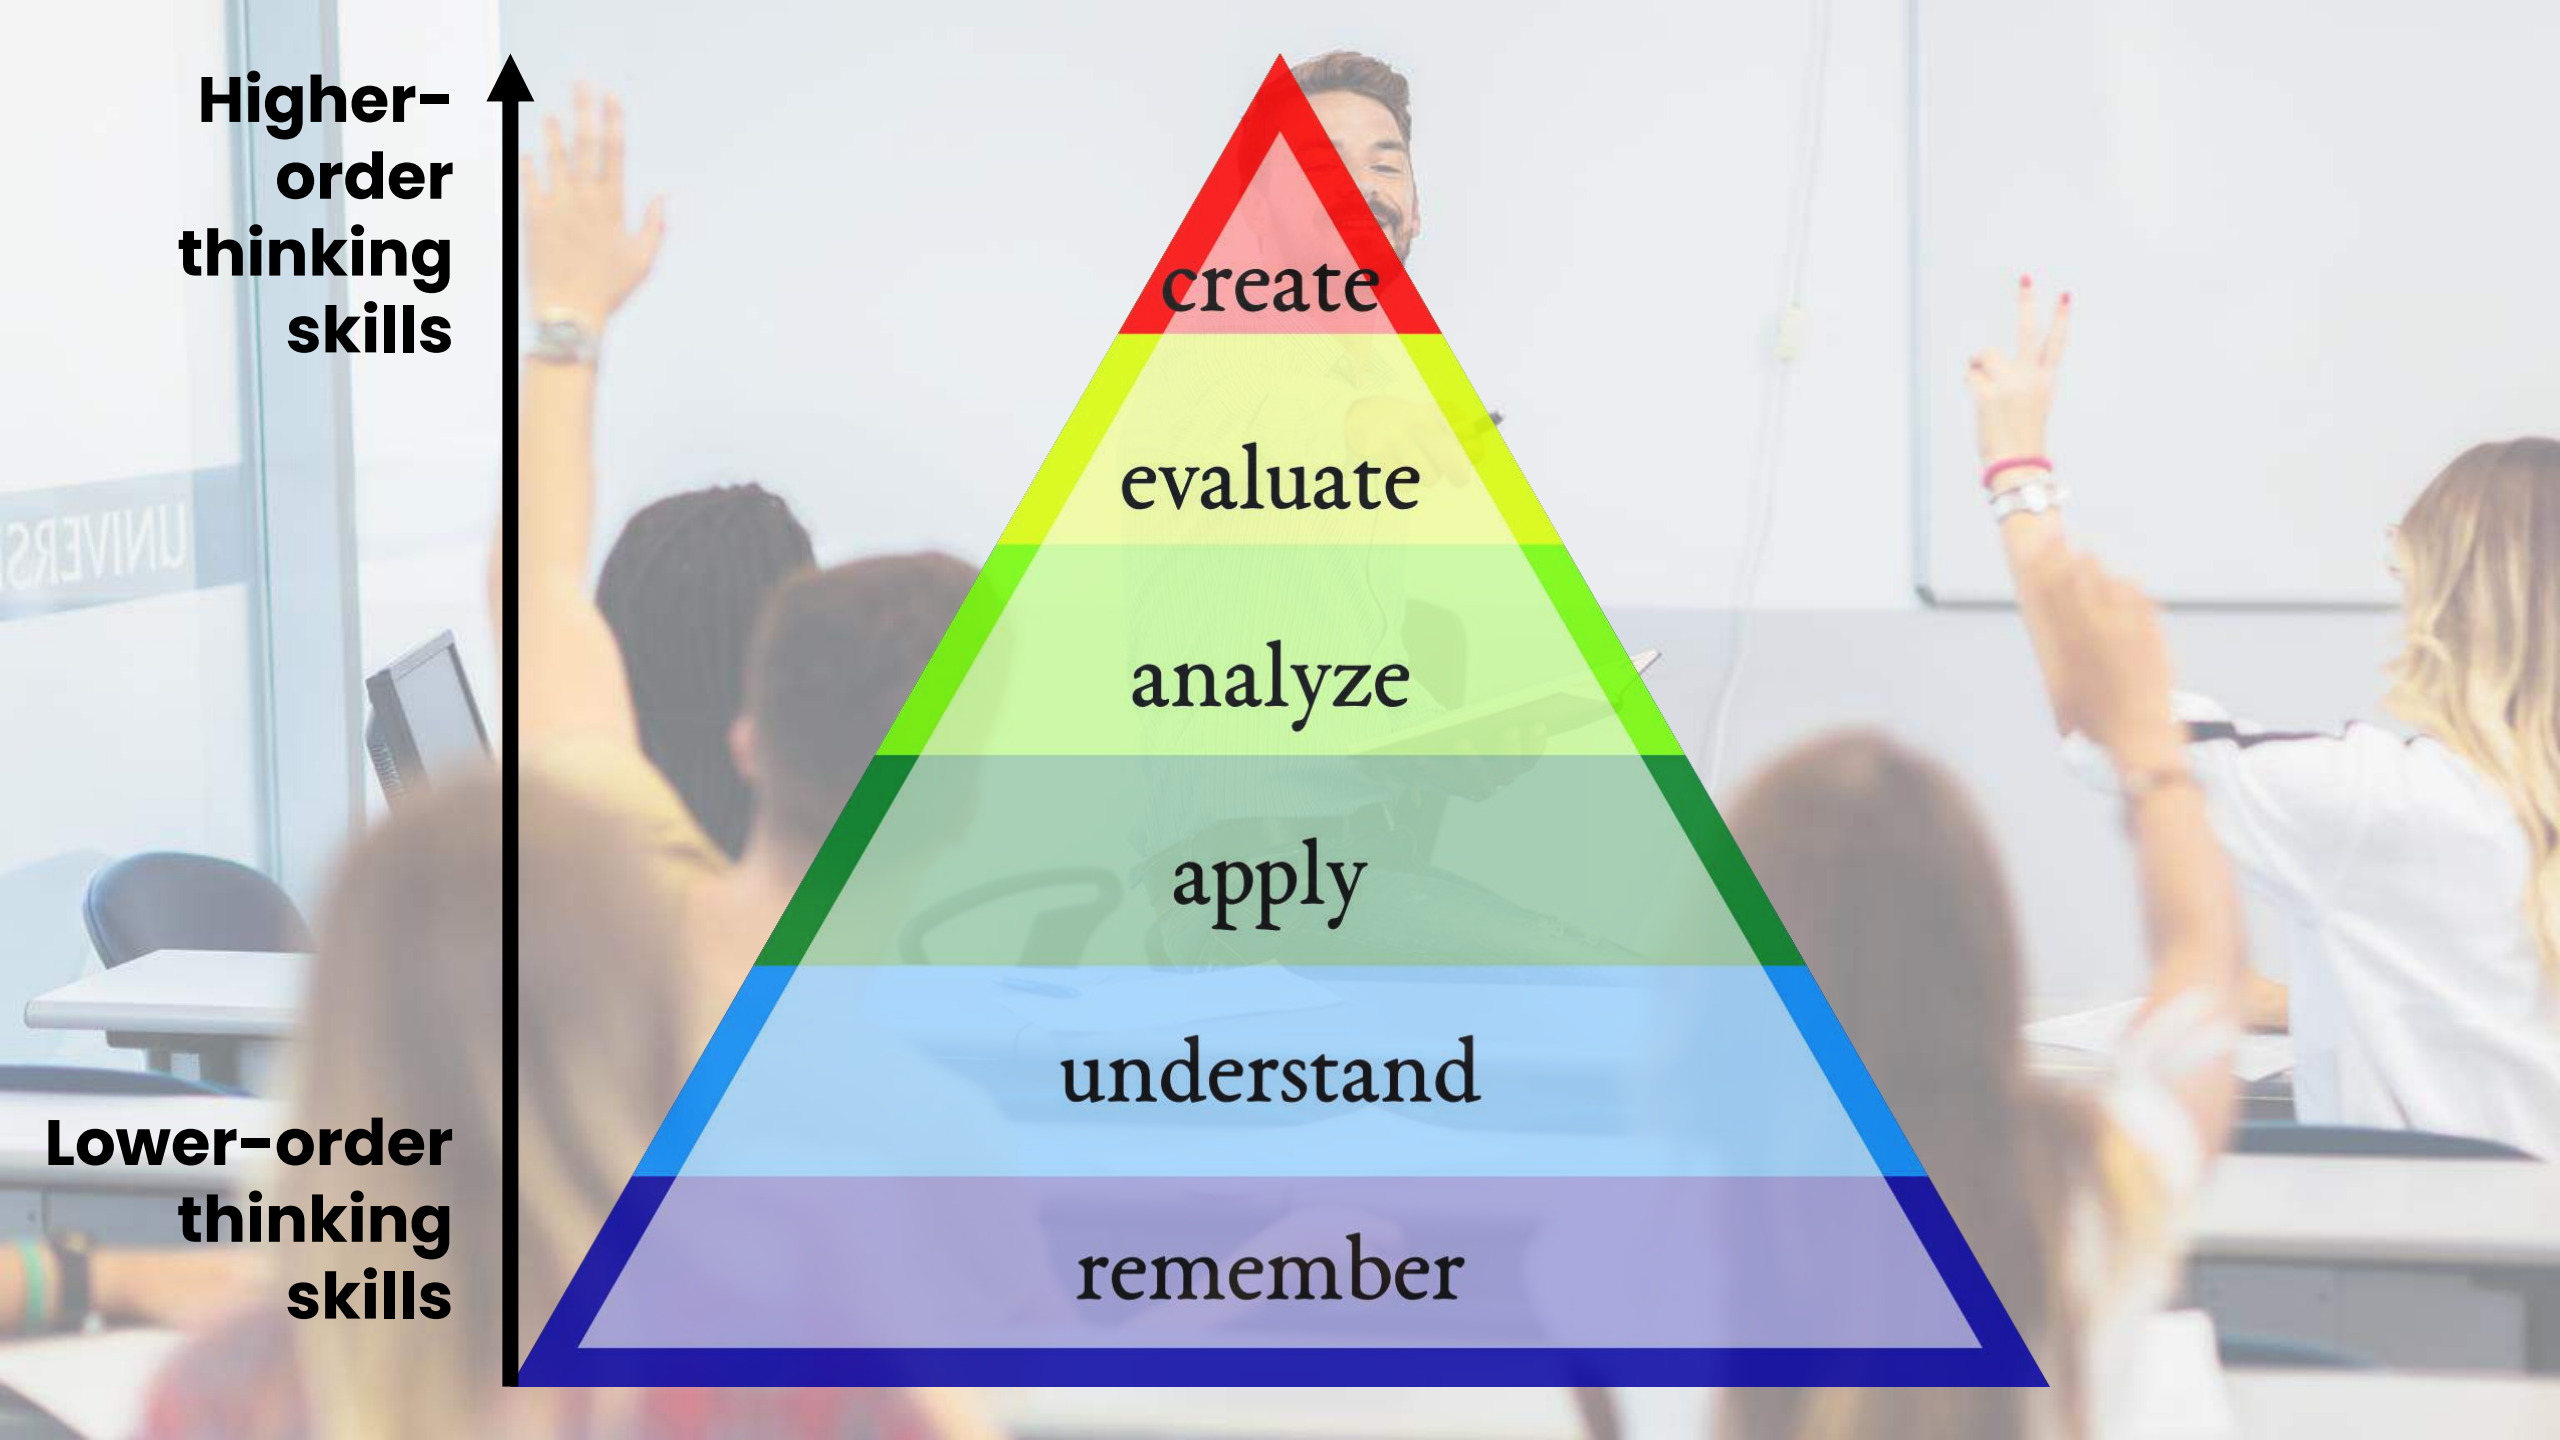 Higher-
order
thinking
skills
create
evaluate
analyze
apply
understand
remember
Lower-order
thinking
skills